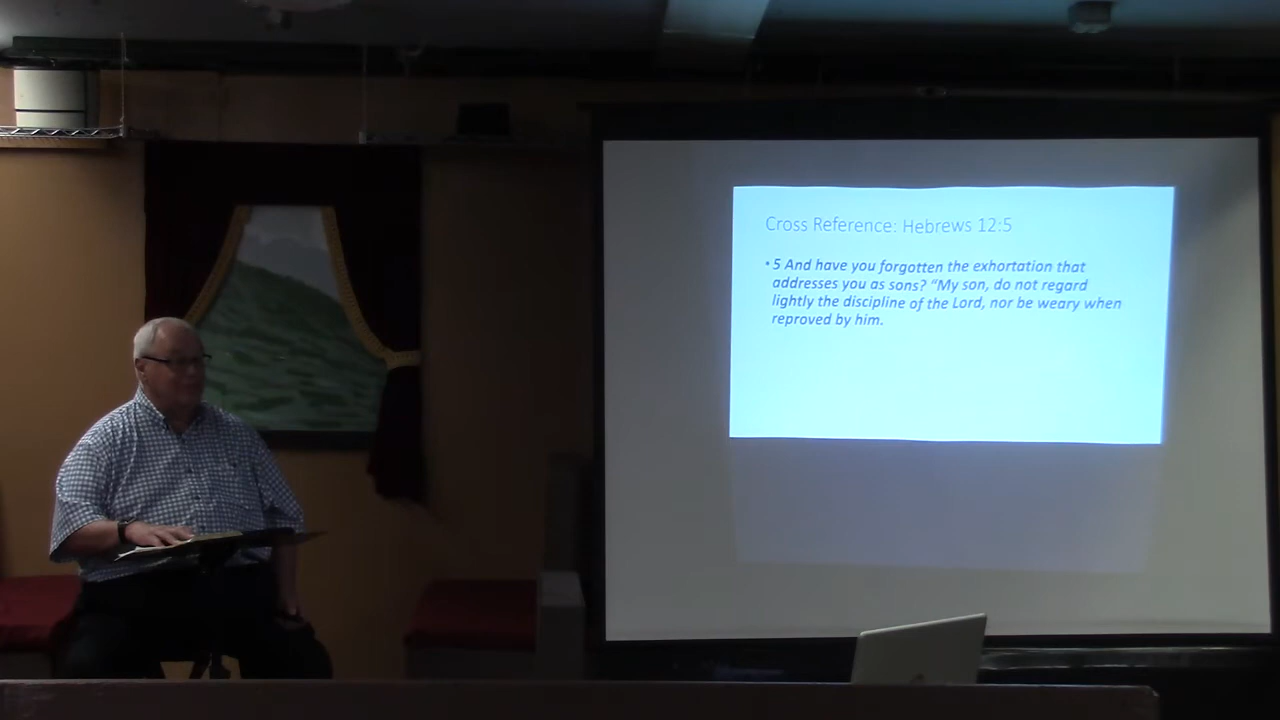 Cross Reference: Hebrews 12:5
• 5 And have you forgotten the exhortation that
addresses you as sons? “My son, do not regard
lightly the discipline of the Lord, nor be weary when
reproved by him.